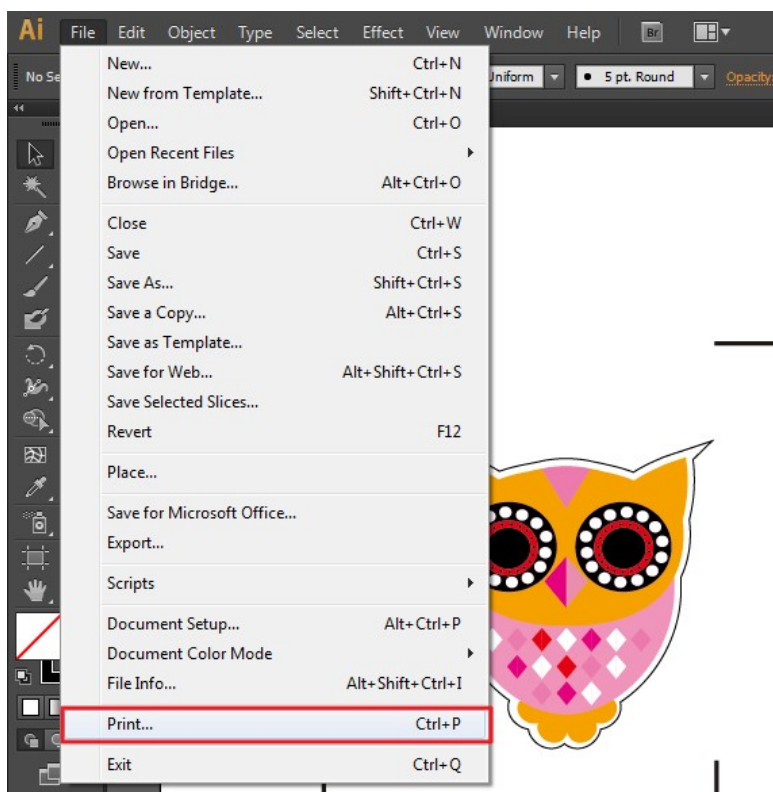 Ai File Edit Object Type Select Effect View Window Help Br
No Se
Uniform 5 pt. Round Opacity:
New... Ctrl+N
New from Template... Shift+Ctrl+N
Open... Ctrl+O
Open Recent Files
Browse in Bridge... Alt+Ctrl+O
Close Ctrl+W
Save Ctrl+S
Save As... Shift+Ctrl+S
Save a Copy... Alt+Ctrl+S
Save as Template...
Save for Web... Alt+Shift+Ctrl+S
Save Selected Slices...
Revert F12
Place...
Save for Microsoft Office...
Export...
Scripts
Document Setup... Alt+Ctrl+P
Document Color Mode
File Info... Alt+Shift+Ctrl+I
Print... Ctrl+P
Exit Ctrl+Q